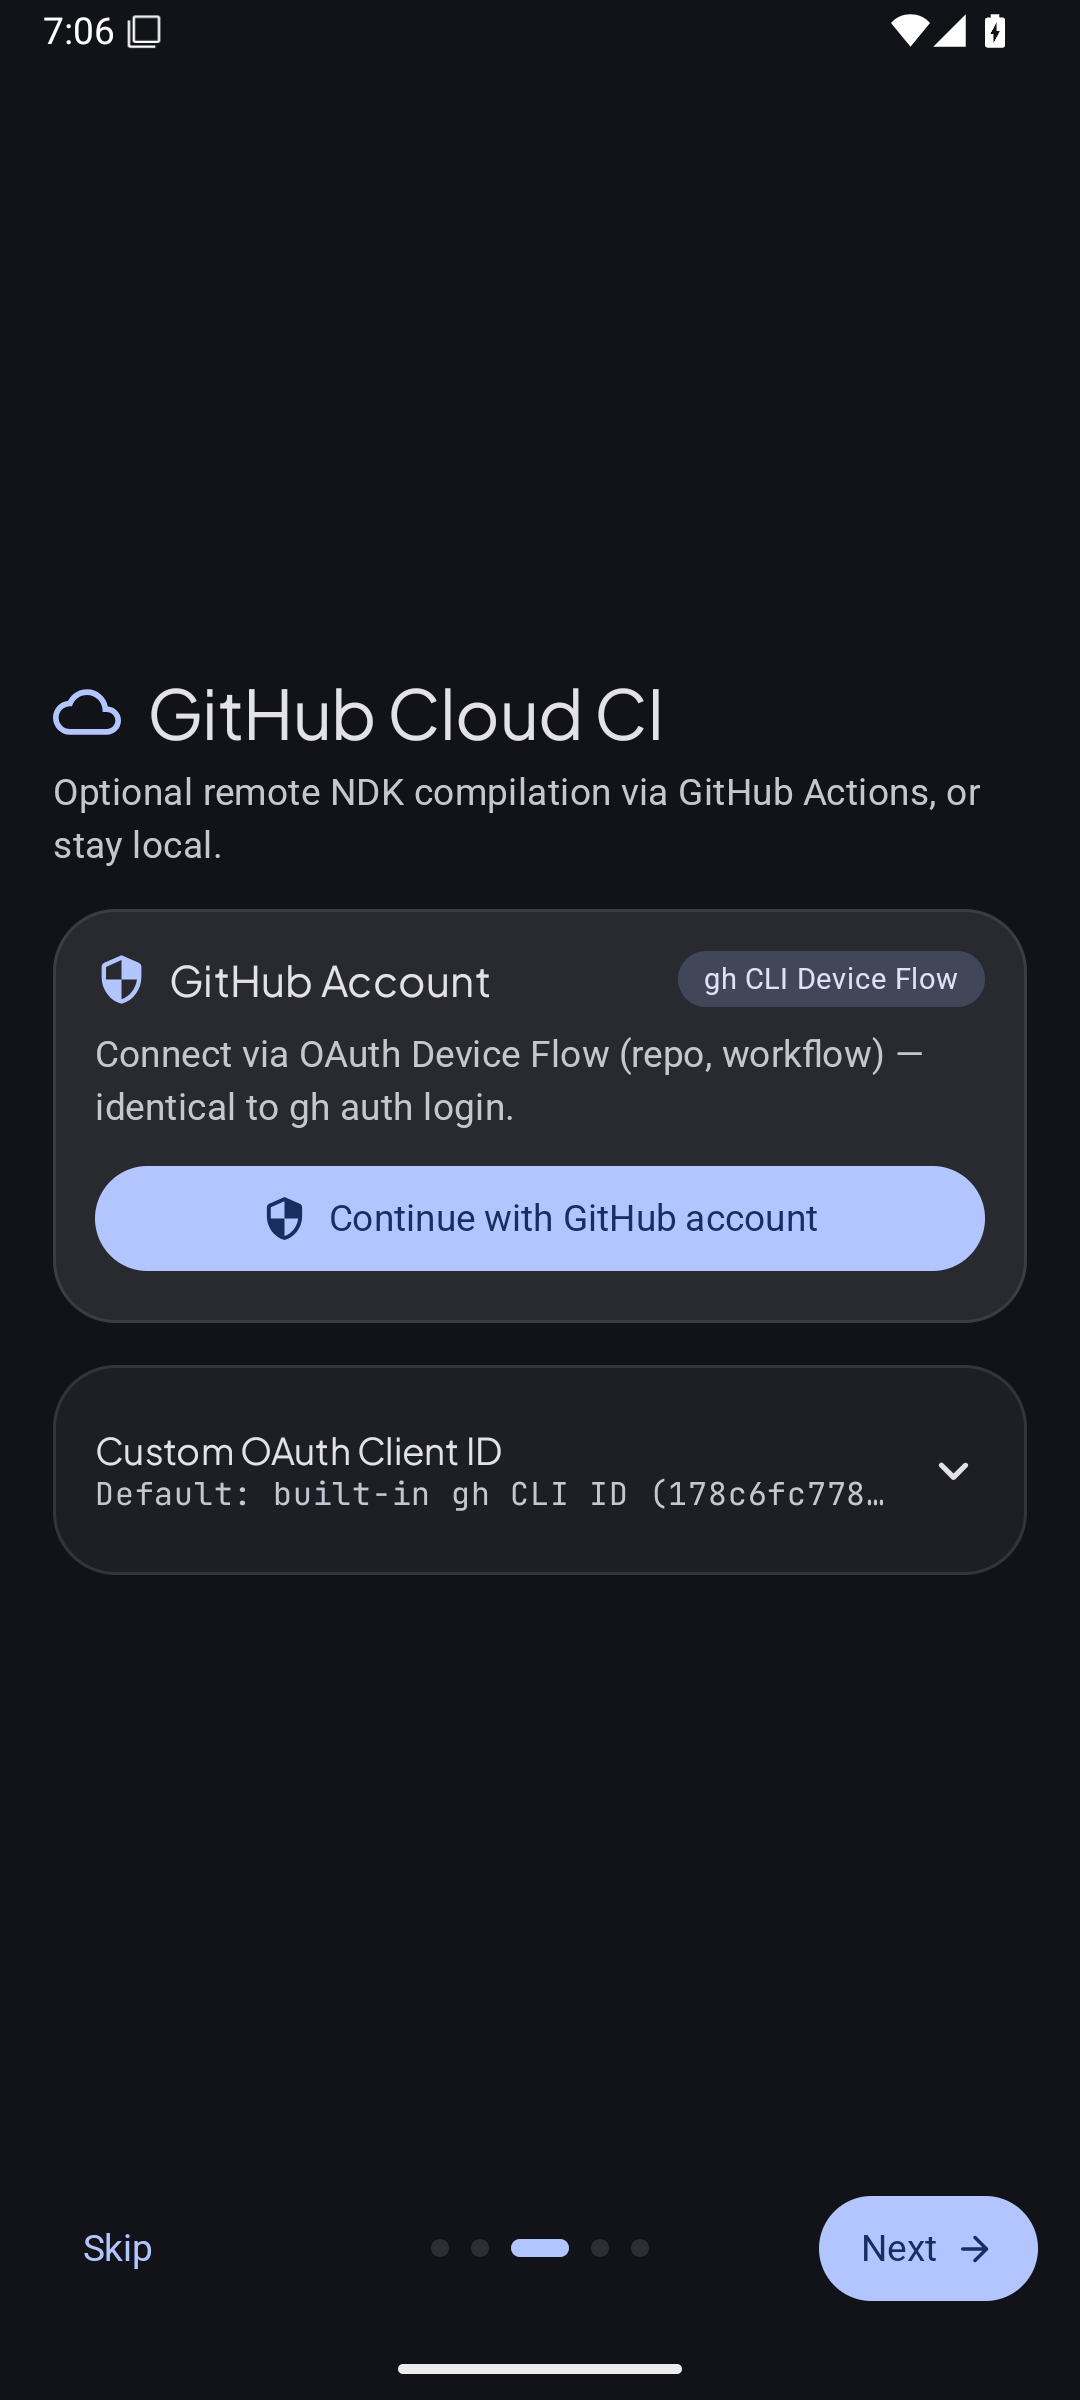 7:06
GitHub Cloud CI
Optional remote NDK compilation via GitHub Actions, or
stay local.
GitHub Account
gh CLI Device Flow
Connect via OAuth Device Flow (repo, workflow) —
identical to gh auth login.
Continue with GitHub account
Custom OAuth Client ID
Default: built-in gh CLI ID (178c6fc778…
Skip
Next